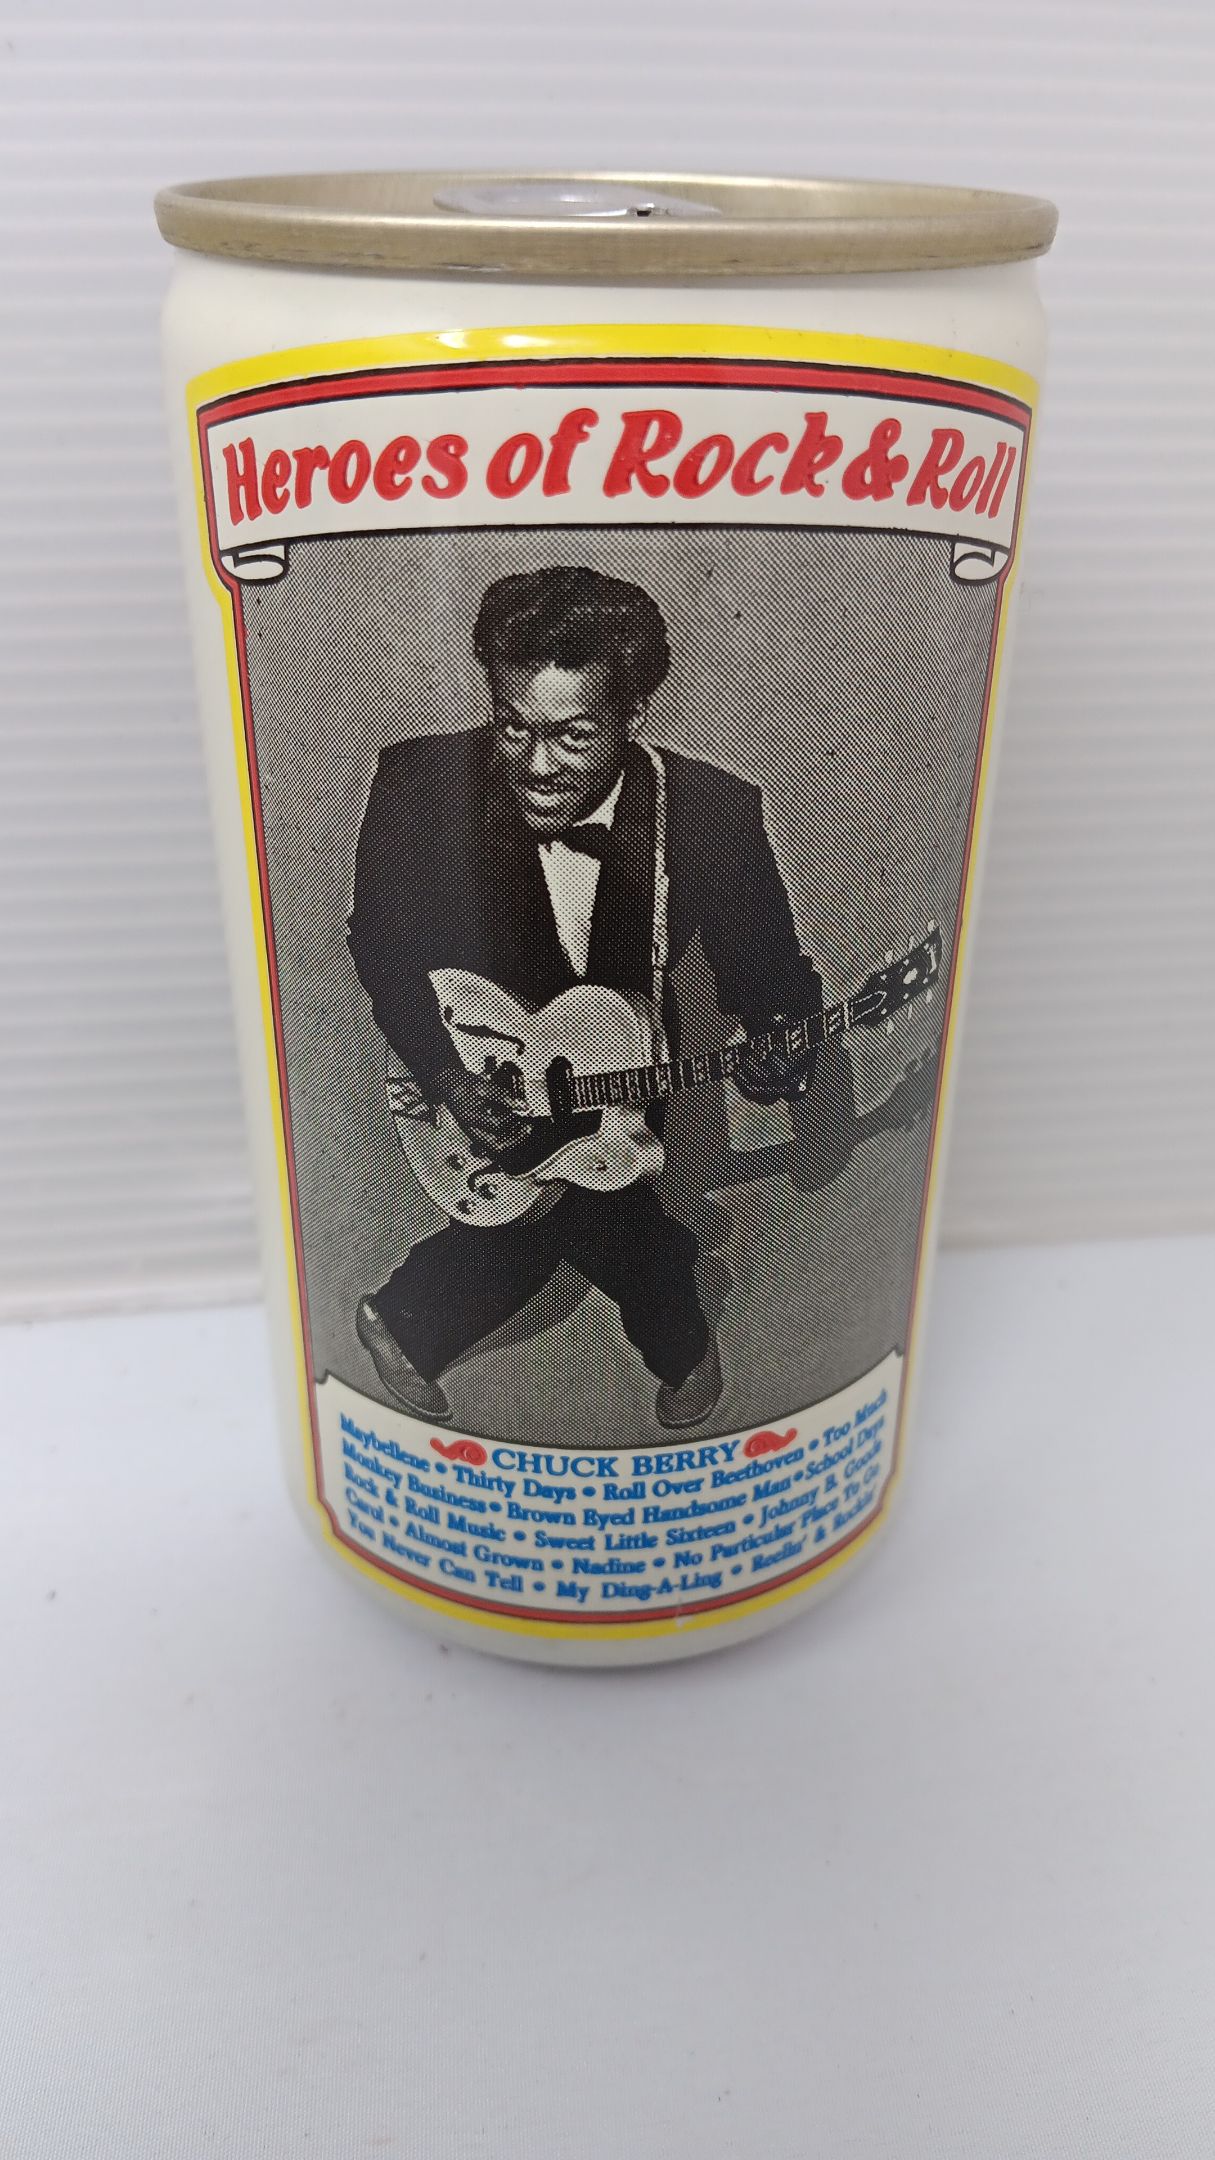 Heroes of Rock & Roll
CHUCK BERRY
Maybellene • Thirty Days • Roll Over Beethoven • Too Much
Monkey Business • Brown Eyed Handsome Man • School Days
Rock & Roll Music • Sweet Little Sixteen • Johnny B. Goode
Carol • Almost Grown • Nadine • No Particular Place To Go
You Never Can Tell • My Ding-A-Ling • Reelin' & Rockin'